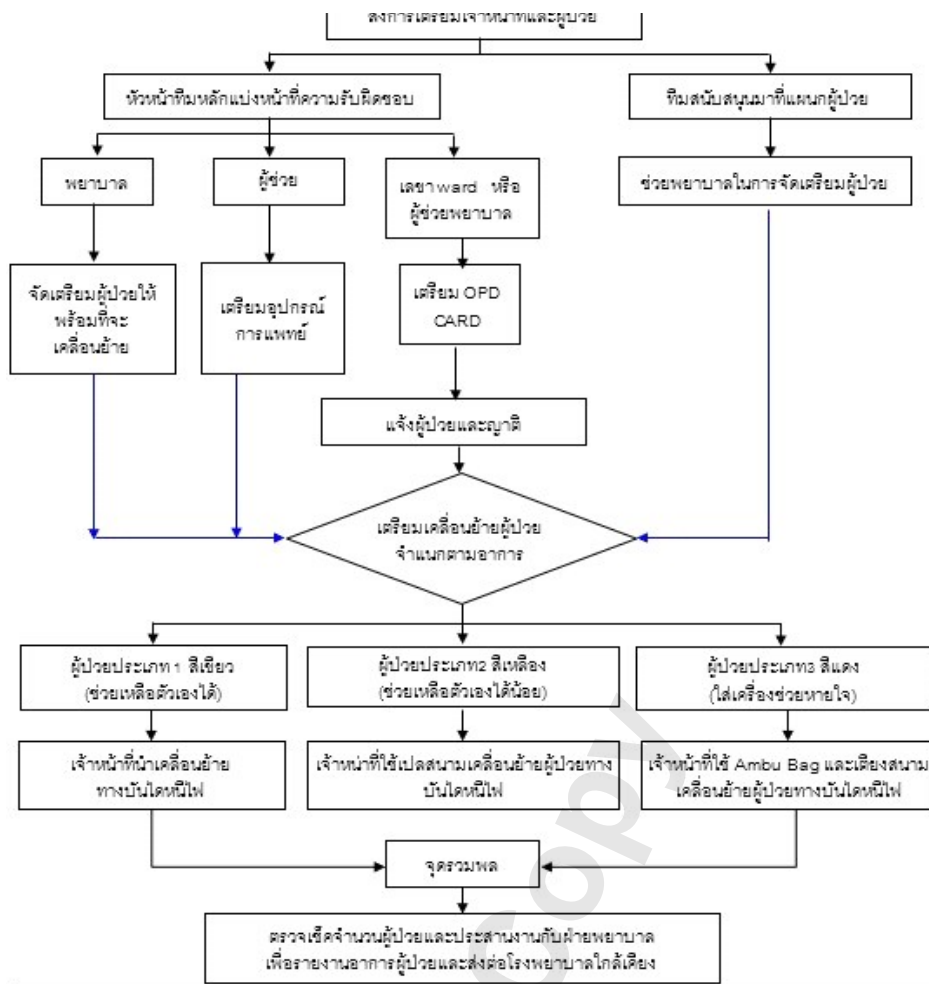 สั่งการเตรียมเจ้าหน้าที่และผู้ป่วย
หัวหน้าทีมหลักแบ่งหน้าที่ความรับผิดชอบ
ทีมสนับสนุนมาที่แผนกผู้ป่วย
พยาบาล
ผู้ช่วย
เลขา ward หรือ
ผู้ช่วยพยาบาล
ช่วยพยาบาลในการจัดเตรียมผู้ป่วย
จัดเตรียมผู้ป่วยให้
พร้อมที่จะ
เคลื่อนย้าย
เตรียมอุปกรณ์
การแพทย์
เตรียม OPD
CARD
แจ้งผู้ป่วยและญาติ
เตรียมเคลื่อนย้ายผู้ป่วย
จำแนกตามอาการ
ผู้ป่วยประเภท 1 สีเขียว
(ช่วยเหลือตัวเองได้)
ผู้ป่วยประเภท2 สีเหลือง
(ช่วยเหลือตัวเองได้น้อย)
ผู้ป่วยประเภท3 สีแดง
(ใส่เครื่องช่วยหายใจ)
เจ้าหน้าที่นำเคลื่อนย้าย
ทางบันไดหนีไฟ
เจ้าหน่าที่ใช้เปลสนามเคลื่อนย้ายผู้ป่วยทาง
บันไดหนีไฟ
เจ้าหน้าที่ใช้ Ambu Bag และเตียงสนาม
เคลื่อนย้ายผู้ป่วยทางบันไดหนีไฟ
จุดรวมพล
ตรวจเช็คจำนวนผู้ป่วยและประสานงานกับฝ่ายพยาบาล
เพื่อรายงานอาการผู้ป่วยและส่งต่อโรงพยาบาลใกล้เคียง
Copy